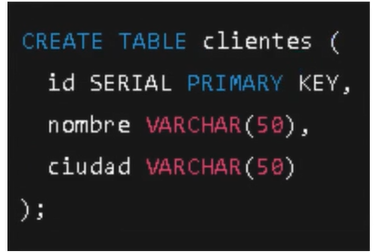 CREATE TABLE clientes (
  id SERIAL PRIMARY KEY,
  nombre VARCHAR(50),
  ciudad VARCHAR(50)
);